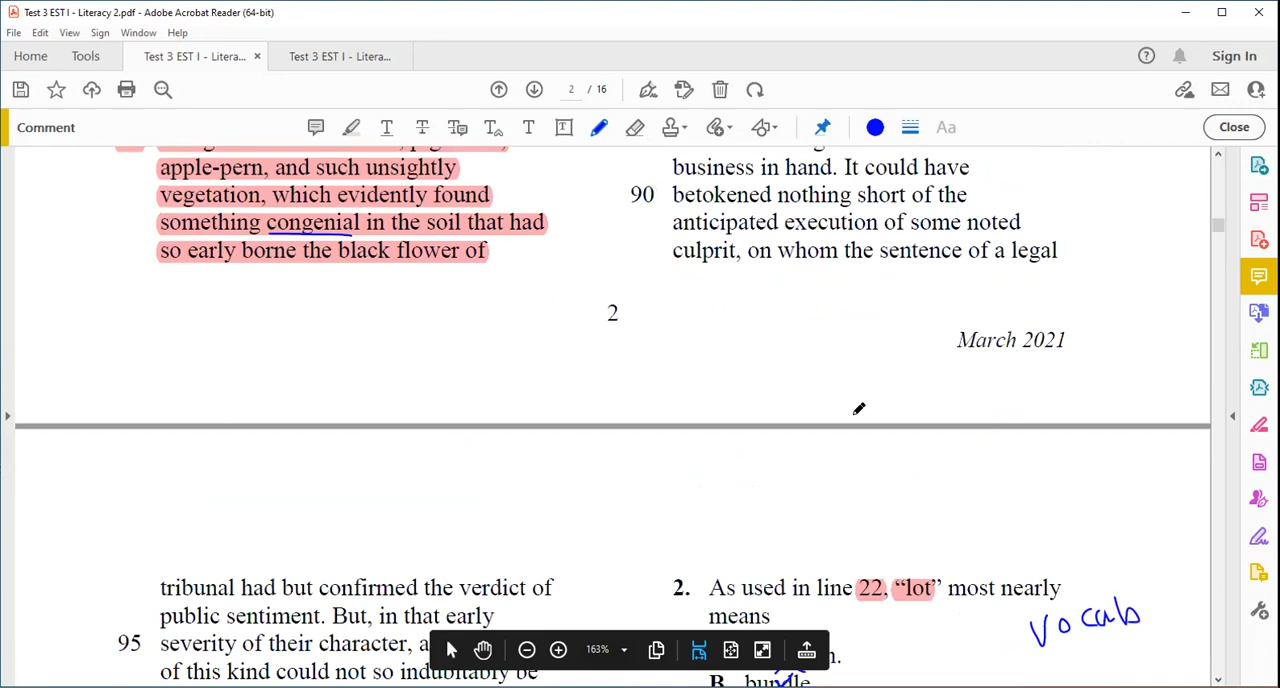 Test 3 EST I - Literacy 2.pdf - Adobe Acrobat Reader (64-bit)
File Edit View Sign Window Help
Home Tools Test 3 EST I - Litera... × Test 3 EST I - Litera... Sign In
2 / 16
Comment Aa Close
apple-pern, and such unsightly
vegetation, which evidently found
something congenial in the soil that had
so early borne the black flower of
business in hand. It could have
90 betokened nothing short of the
anticipated execution of some noted
culprit, on whom the sentence of a legal
2
March 2021
tribunal had but confirmed the verdict of
public sentiment. But, in that early
95 severity of their character, a
of this kind could not so indubitably be
2. As used in line 22, “lot” most nearly
means
vocab
n.
B. bundle
163%